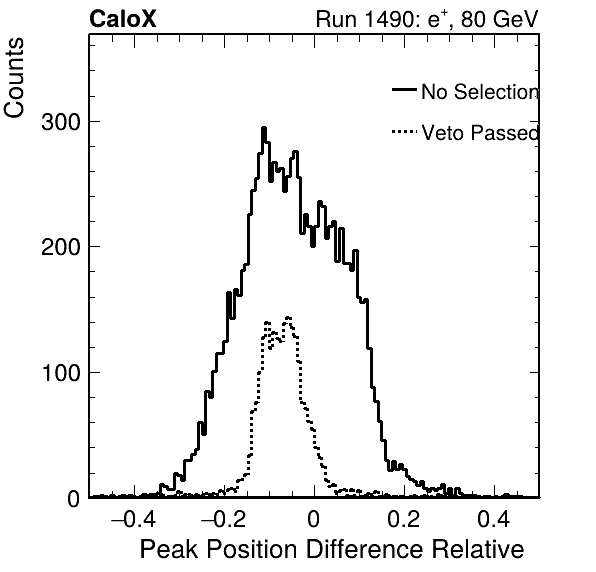 CaloX Run 1490: e⁺, 80 GeV
Counts
No Selection
Veto Passed
300
200
100
0
−0.4 −0.2 0 0.2 0.4
Peak Position Difference Relative